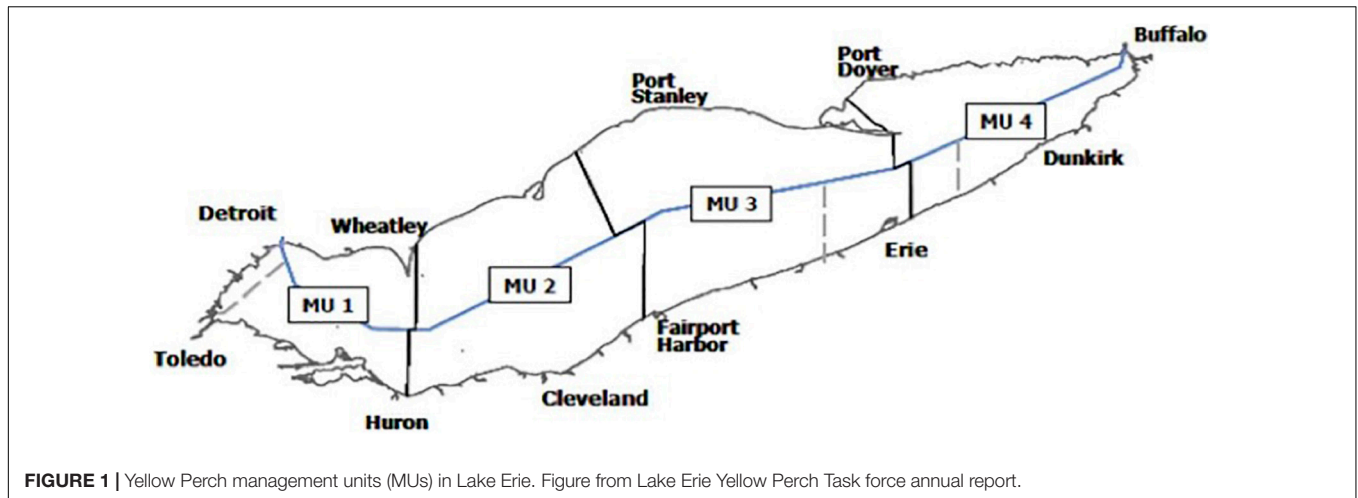 Buffalo
Port
Dover
Port
Stanley
MU 4
Dunkirk
MU 3
Detroit
Wheatley
Erie
MU 2
MU 1
Fairport
Harbor
Toledo
Cleveland
Huron
FIGURE 1 | Yellow Perch management units (MUs) in Lake Erie. Figure from Lake Erie Yellow Perch Task force annual report.